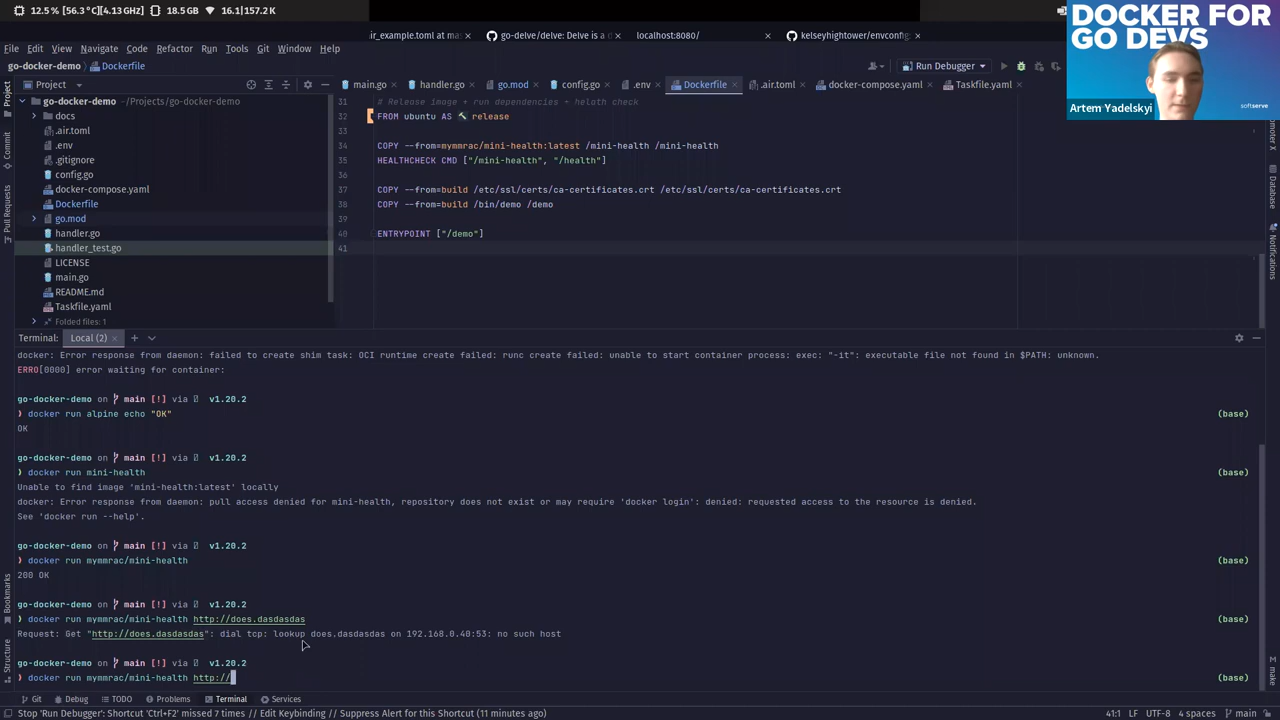 12.5 % [56.3 °C][4.13 GHz] 18.5GB 16.1|157.2 K
DOCKER FOR GO DEVS
Artem Yadelskyi
softserve
air_example.toml at mas × go-delve/delve: Delve is a d × localhost:8080/ × kelseyhightower/envconfig: ×
File Edit View Navigate Code Refactor Run Tools Git Window Help
go-docker-demo › Dockerfile
Run Debugger
Project
main.go handler.go go.mod config.go .env Dockerfile .air.toml docker-compose.yaml Taskfile.yaml
go-docker-demo ~/Projects/go-docker-demo
docs
.air.toml
.env
.gitignore
config.go
docker-compose.yaml
Dockerfile
go.mod
handler.go
handler_test.go
LICENSE
main.go
README.md
Taskfile.yaml
Folded files: 1
31 # Release image + run dependencies + helath check
32 FROM ubuntu AS release
33
34 COPY --from=mymmrac/mini-health:latest /mini-health /mini-health
35 HEALTHCHECK CMD ["/mini-health", "/health"]
36
37 COPY --from=build /etc/ssl/certs/ca-certificates.crt /etc/ssl/certs/ca-certificates.crt
38 COPY --from=build /bin/demo /demo
39
40 ENTRYPOINT ["/demo"]
41
Project
Commit
Pull Requests
Bookmarks
Structure
Database
Notifications
make
Terminal: Local (2) × +
docker: Error response from daemon: failed to create shim task: OCI runtime create failed: runc create failed: unable to start container process: exec: "-it": executable file not found in $PATH: unknown.
ERRO[0000] error waiting for container:
go-docker-demo on main [!] via v1.20.2
❯ docker run alpine echo "OK" (base)
OK
go-docker-demo on main [!] via v1.20.2
❯ docker run mini-health (base)
Unable to find image 'mini-health:latest' locally
docker: Error response from daemon: pull access denied for mini-health, repository does not exist or may require 'docker login': denied: requested access to the resource is denied.
See 'docker run --help'.
go-docker-demo on main [!] via v1.20.2
❯ docker run mymmrac/mini-health (base)
200 OK
go-docker-demo on main [!] via v1.20.2
❯ docker run mymmrac/mini-health http://does.dasdasdas (base)
Request: Get "http://does.dasdasdas": dial tcp: lookup does.dasdasdas on 192.168.0.40:53: no such host
go-docker-demo on main [!] via v1.20.2
❯ docker run mymmrac/mini-health http:// (base)
Git Debug TODO Problems Terminal Services
Stop 'Run Debugger': Shortcut 'Ctrl+F2' missed 7 times // Edit Keybinding // Suppress Alert for this Shortcut (11 minutes ago) 41:1 LF UTF-8 4 spaces main